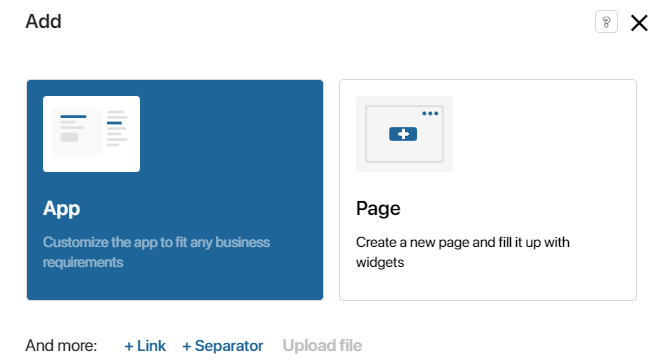 Add
?
App
Customize the app to fit any business
requirements
Page
Create a new page and fill it up with
widgets
And more: + Link + Separator Upload file